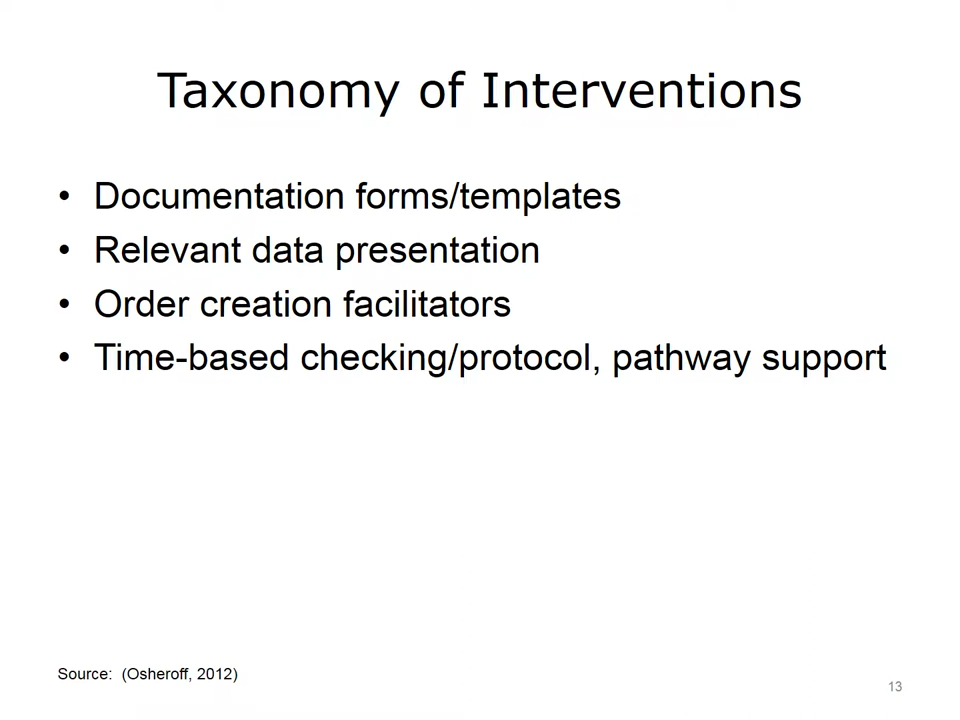 Taxonomy of Interventions
• Documentation forms/templates
• Relevant data presentation
• Order creation facilitators
• Time-based checking/protocol, pathway support
Source:  (Osheroff, 2012)
13